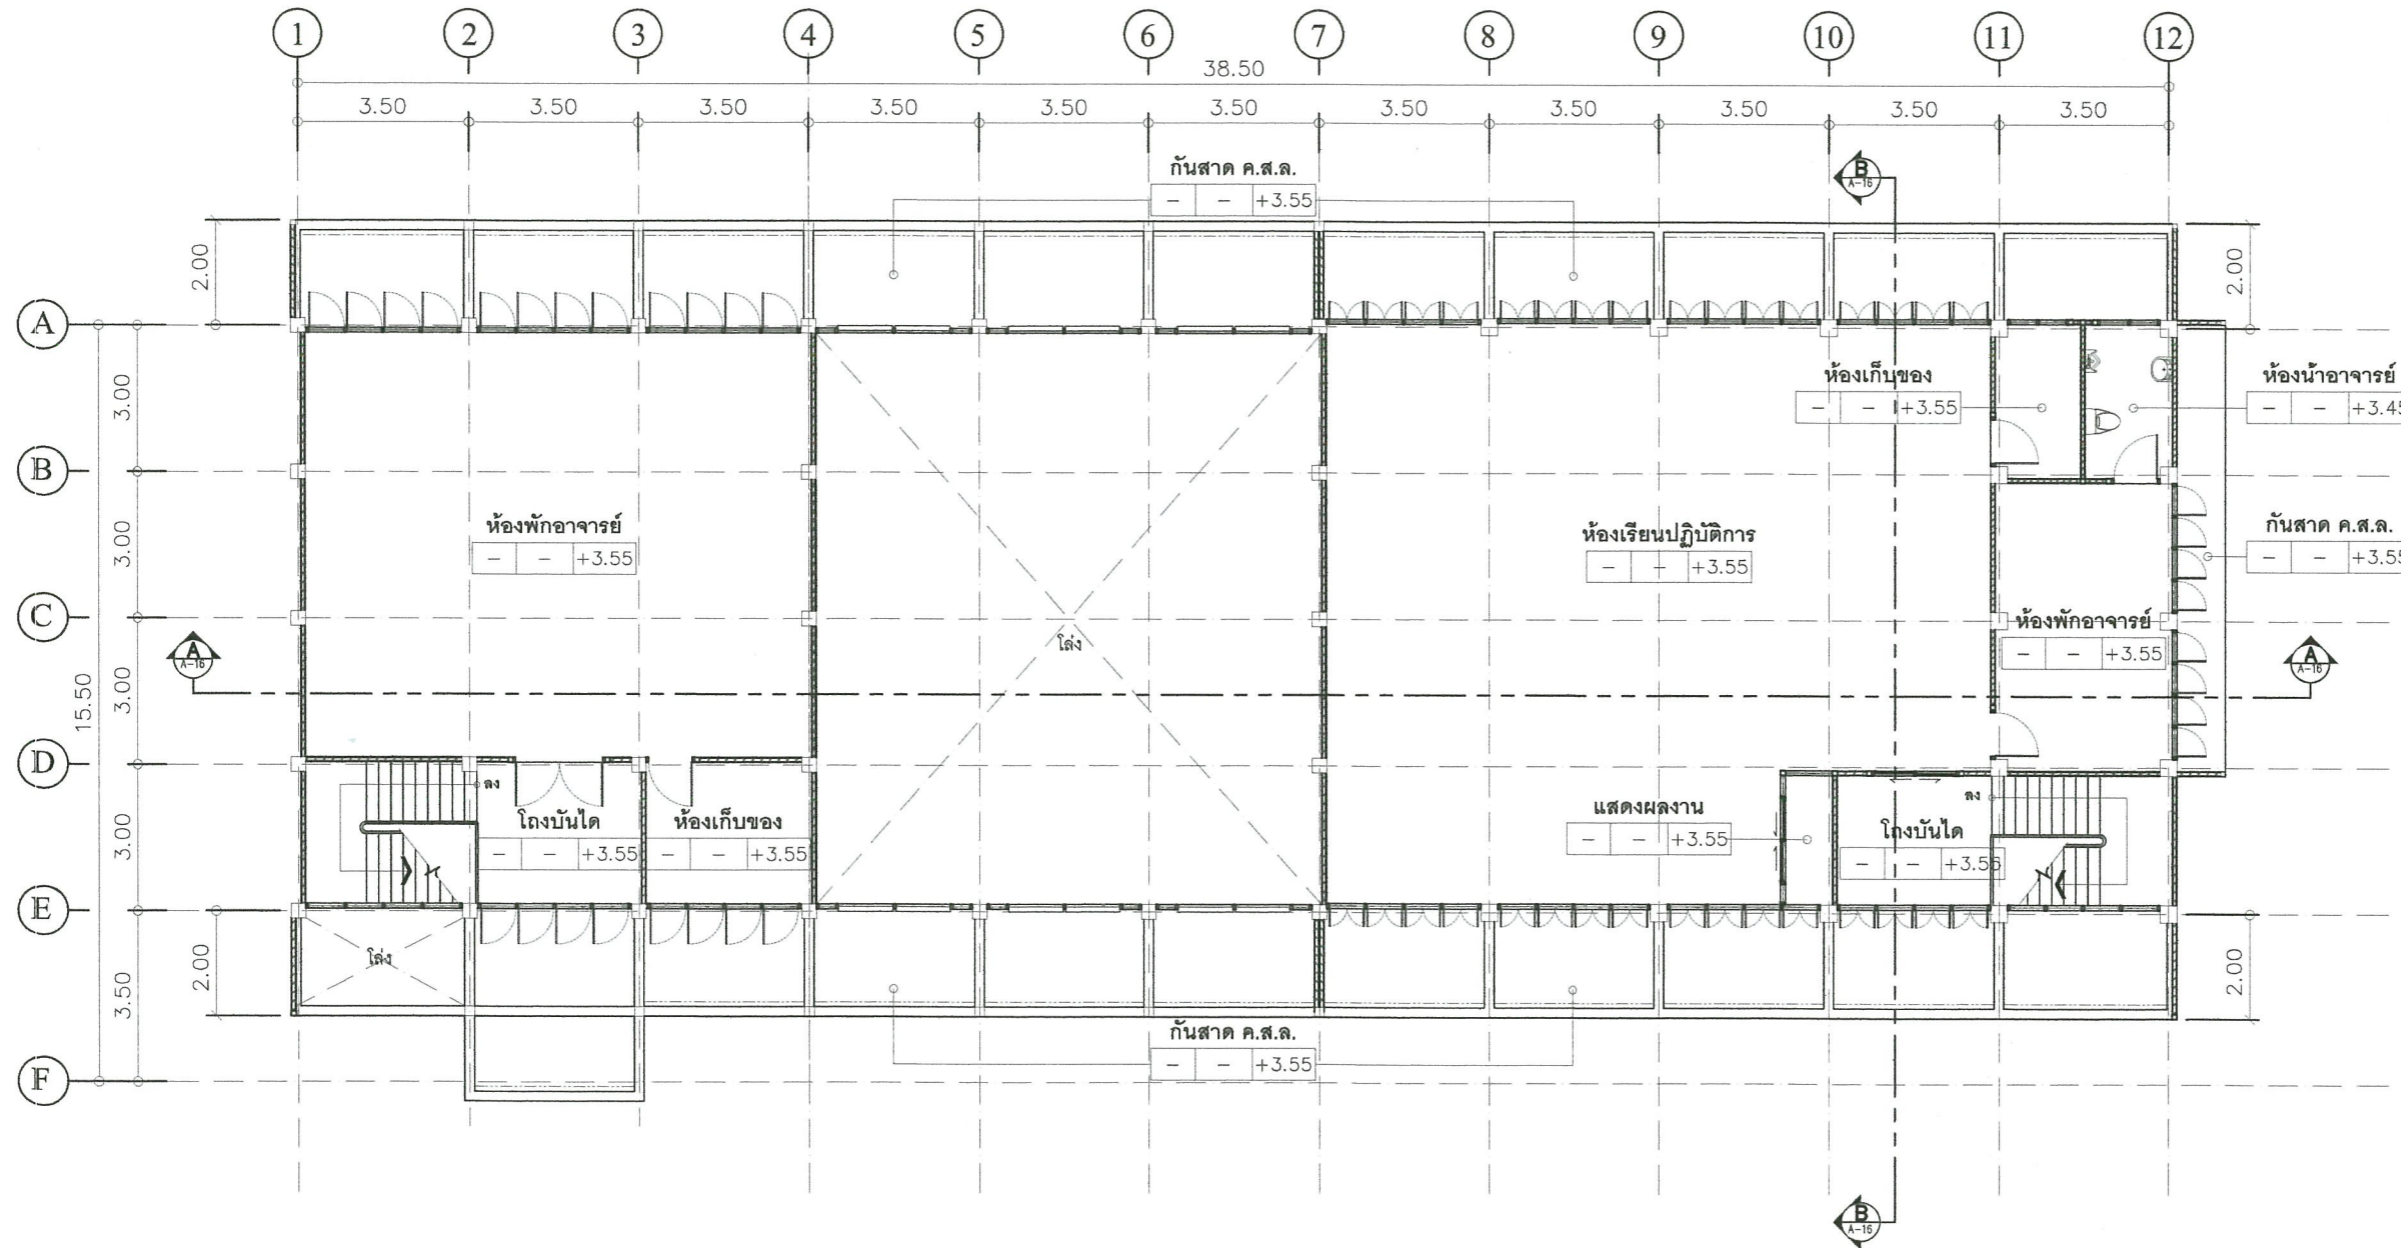 1 2 3 4 5 6 7 8 9 10 11 12
38.50
3.50 3.50 3.50 3.50 3.50 3.50 3.50 3.50 3.50 3.50 3.50
กันสาด ค.ส.ล.
- - +3.55
B
A-16
2.00
2.00
A
ห้องเก็บของ
- - +3.55
ห้องน้ำอาจารย์
- - +3.45
3.00
B
ห้องพักอาจารย์
- - +3.55
ห้องเรียนปฏิบัติการ
- - +3.55
กันสาด ค.ส.ล.
- - +3.55
3.00
C
ห้องพักอาจารย์
- - +3.55
โล่ง
A
A-16
A
A-16
15.50
3.00
D
ลง
โถงบันได
- - +3.55
ห้องเก็บของ
- - +3.55
แสดงผลงาน
- - +3.55
โถงบันได
- - +3.55
ลง
3.00
E
โล่ง
2.00
2.00
3.50
กันสาด ค.ส.ล.
- - +3.55
F
B
A-16